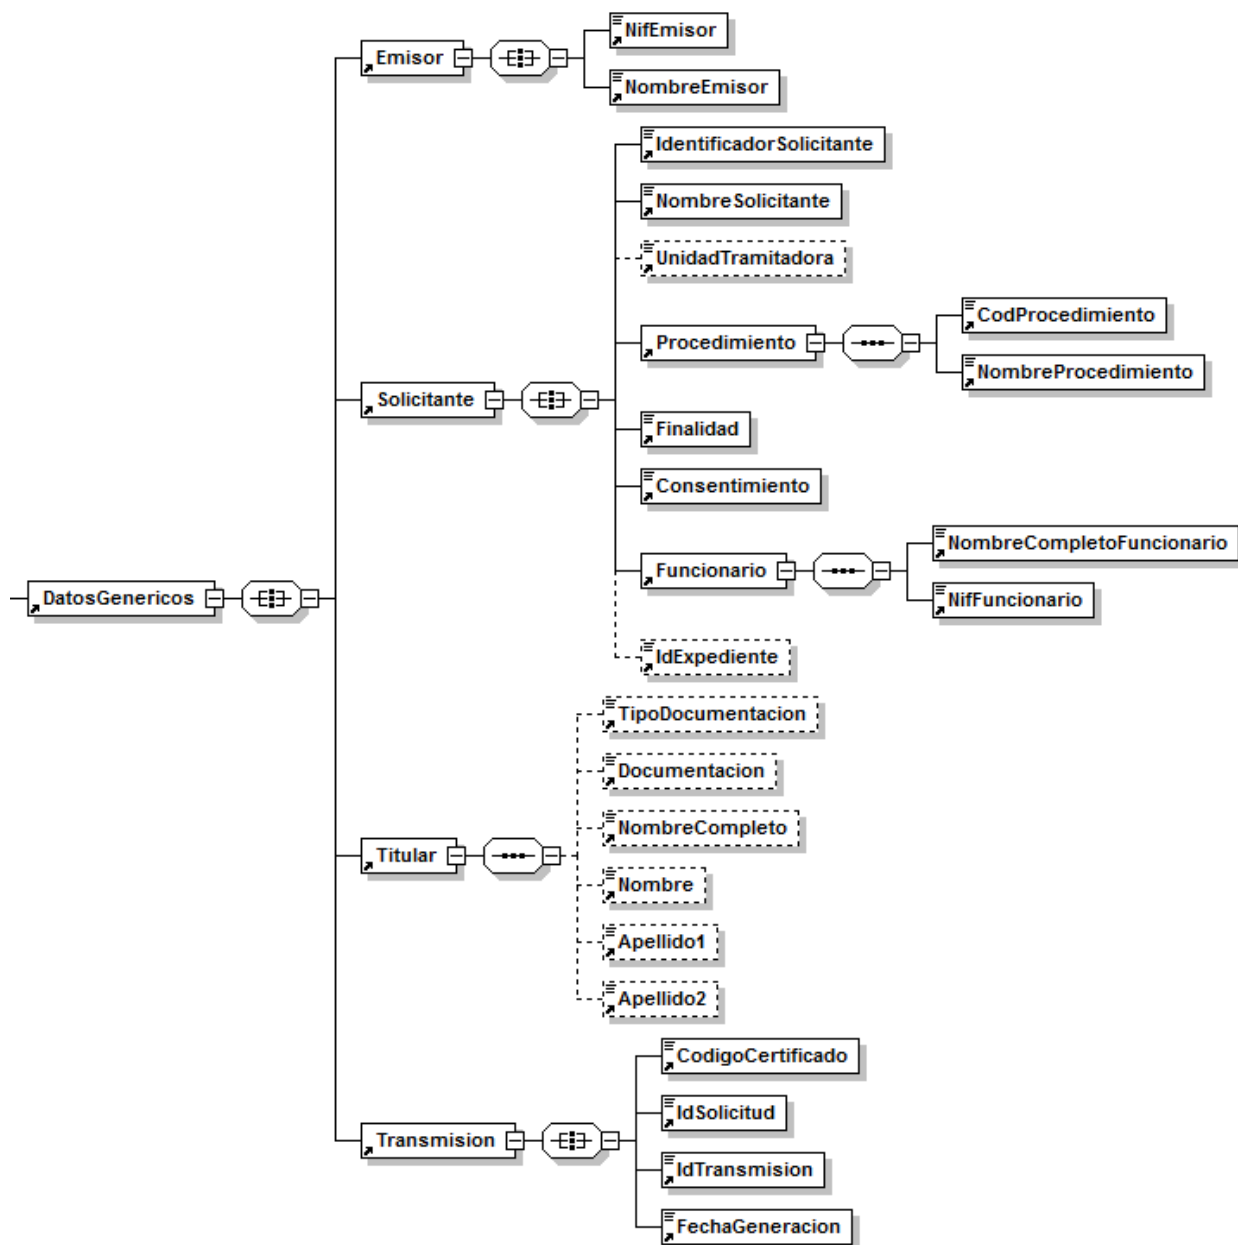 NifEmisor
Emisor
NombreEmisor
IdentificadorSolicitante
NombreSolicitante
UnidadTramitadora
CodProcedimiento
Procedimiento
NombreProcedimiento
Solicitante
Finalidad
Consentimiento
NombreCompletoFuncionario
Funcionario
NifFuncionario
DatosGenericos
IdExpediente
TipoDocumentacion
Documentacion
NombreCompleto
Titular
Nombre
Apellido1
Apellido2
CodigoCertificado
IdSolicitud
Transmision
IdTransmision
FechaGeneracion